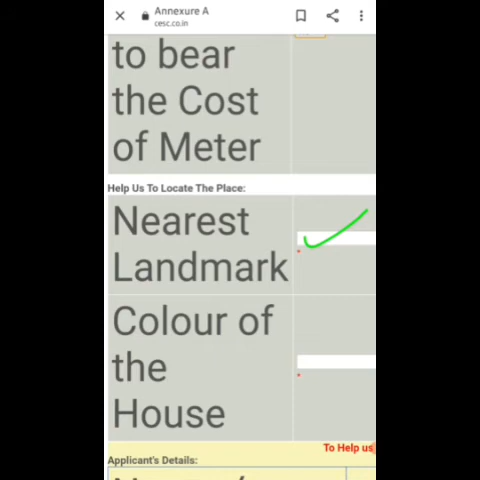 Annexure A
cesc.co.in
to bear
the Cost
of Meter
Help Us To Locate The Place:
Nearest
Landmark
*
Colour of
the
House
*
To Help us
Applicant's Details: